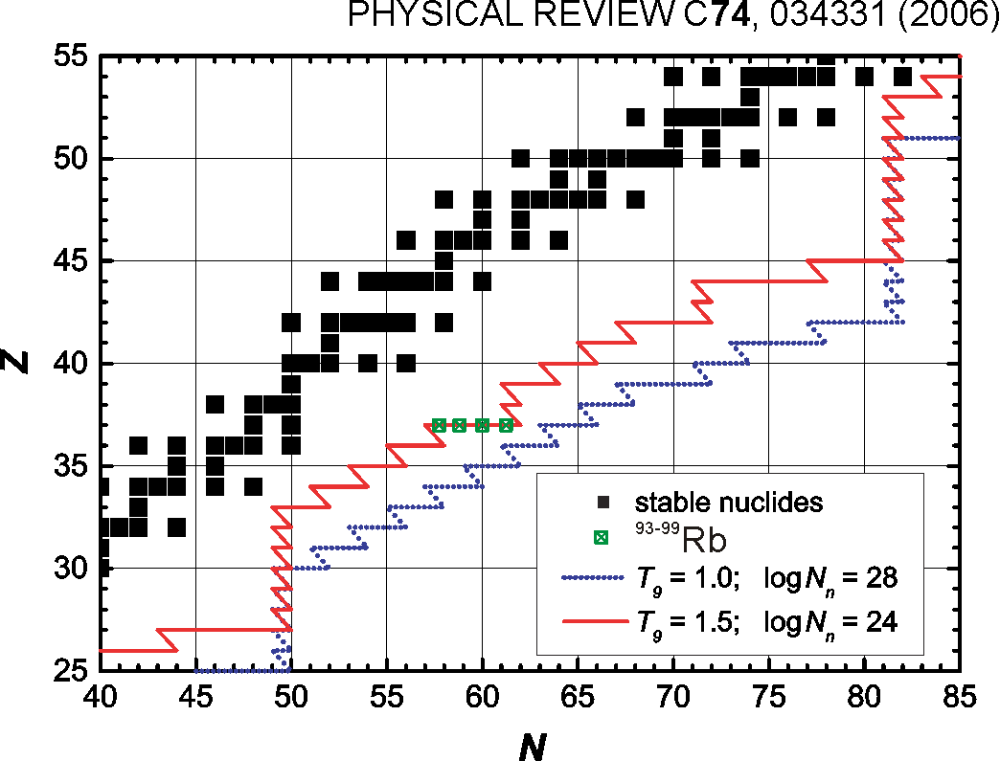 PHYSICAL REVIEW C74, 034331 (2006)
55
50
45
40
35
30
25
Z
stable nuclides
93-99Rb
T9 = 1.0; log Nn = 28
T9 = 1.5; log Nn = 24
40 45 50 55 60 65 70 75 80 85
N